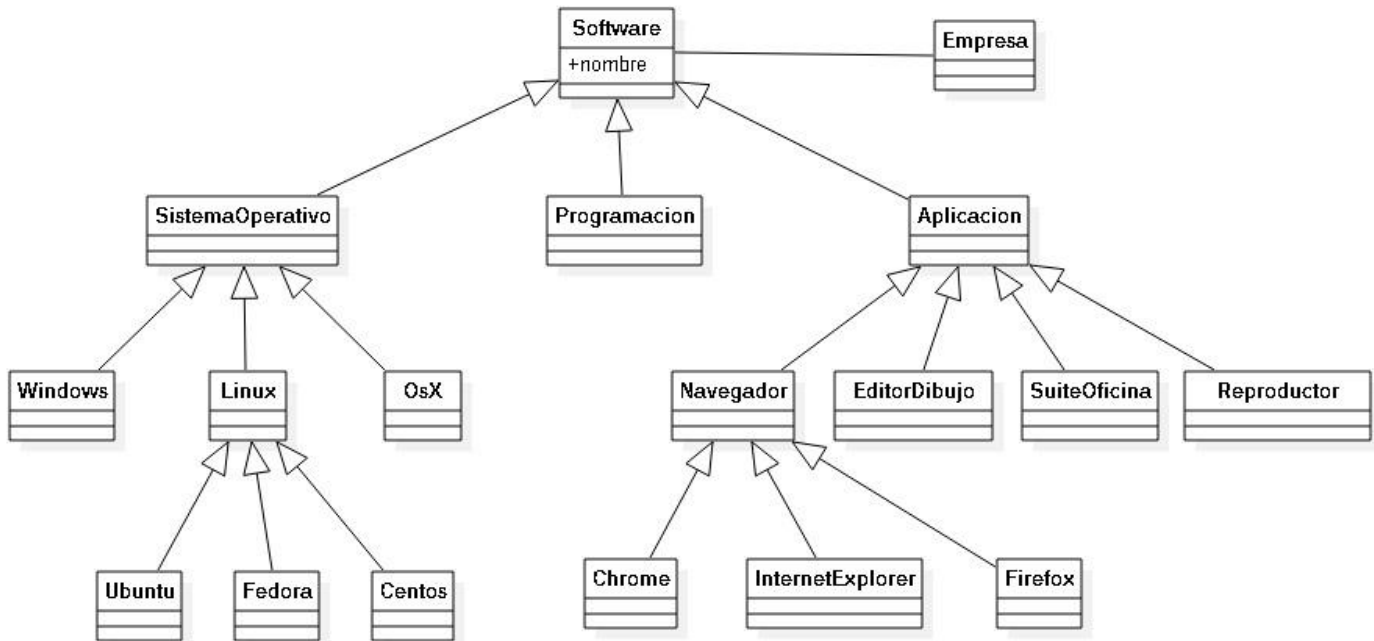 Software
+nombre
Empresa
SistemaOperativo
Programacion
Aplicacion
Windows
Linux
OsX
Navegador
EditorDibujo
SuiteOficina
Reproductor
Ubuntu
Fedora
Centos
Chrome
InternetExplorer
Firefox